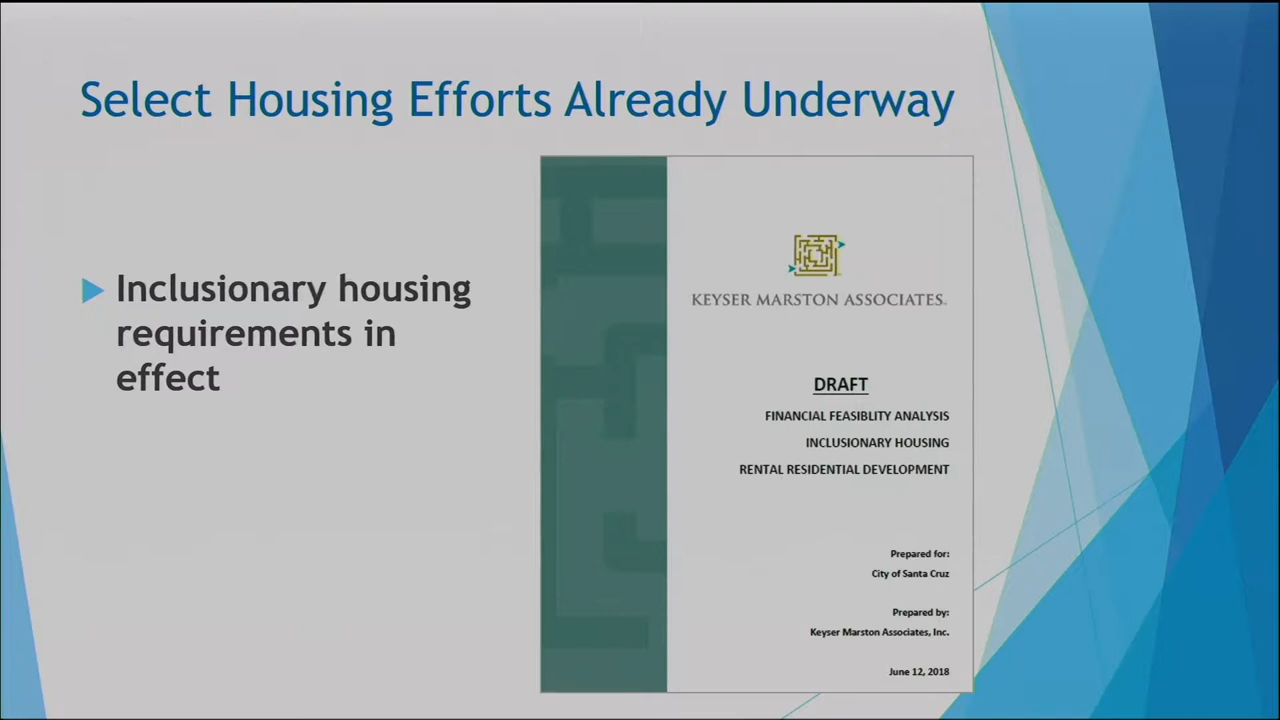 Select Housing Efforts Already Underway
Inclusionary housing
requirements in
effect
KEYSER MARSTON ASSOCIATES.
DRAFT
FINANCIAL FEASIBLITY ANALYSIS
INCLUSIONARY HOUSING
RENTAL RESIDENTIAL DEVELOPMENT
Prepared for:
City of Santa Cruz
Prepared by:
Keyser Marston Associates, Inc.
June 12, 2018